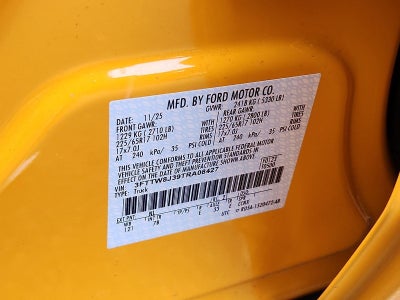 MFD. BY FORD MOTOR CO.
DATE: 11/25 GVWR: 2418 KG ( 5330 LB)
FRONT GAWR: REAR GAWR:
1229 KG ( 2710 LB) 1270 KG ( 2800 LB)
225/65R17 102H TIRES 225/65R17 102H
17x7.0J RIMS 17x7.0J
AT 240 kPa/ 35 PSI COLD AT 240 kPa/ 35 PSI COLD
THIS VEHICLE CONFORMS TO ALL APPLICABLE FEDERAL MOTOR
VEHICLE SAFETY AND THEFT PREVENTION STANDARDS IN EFFECT
ON THE DATE OF MANUFACTURE SHOWN ABOVE.
VIN: 3FTTW8J39TRA08427
TYPE: Truck
WB
121